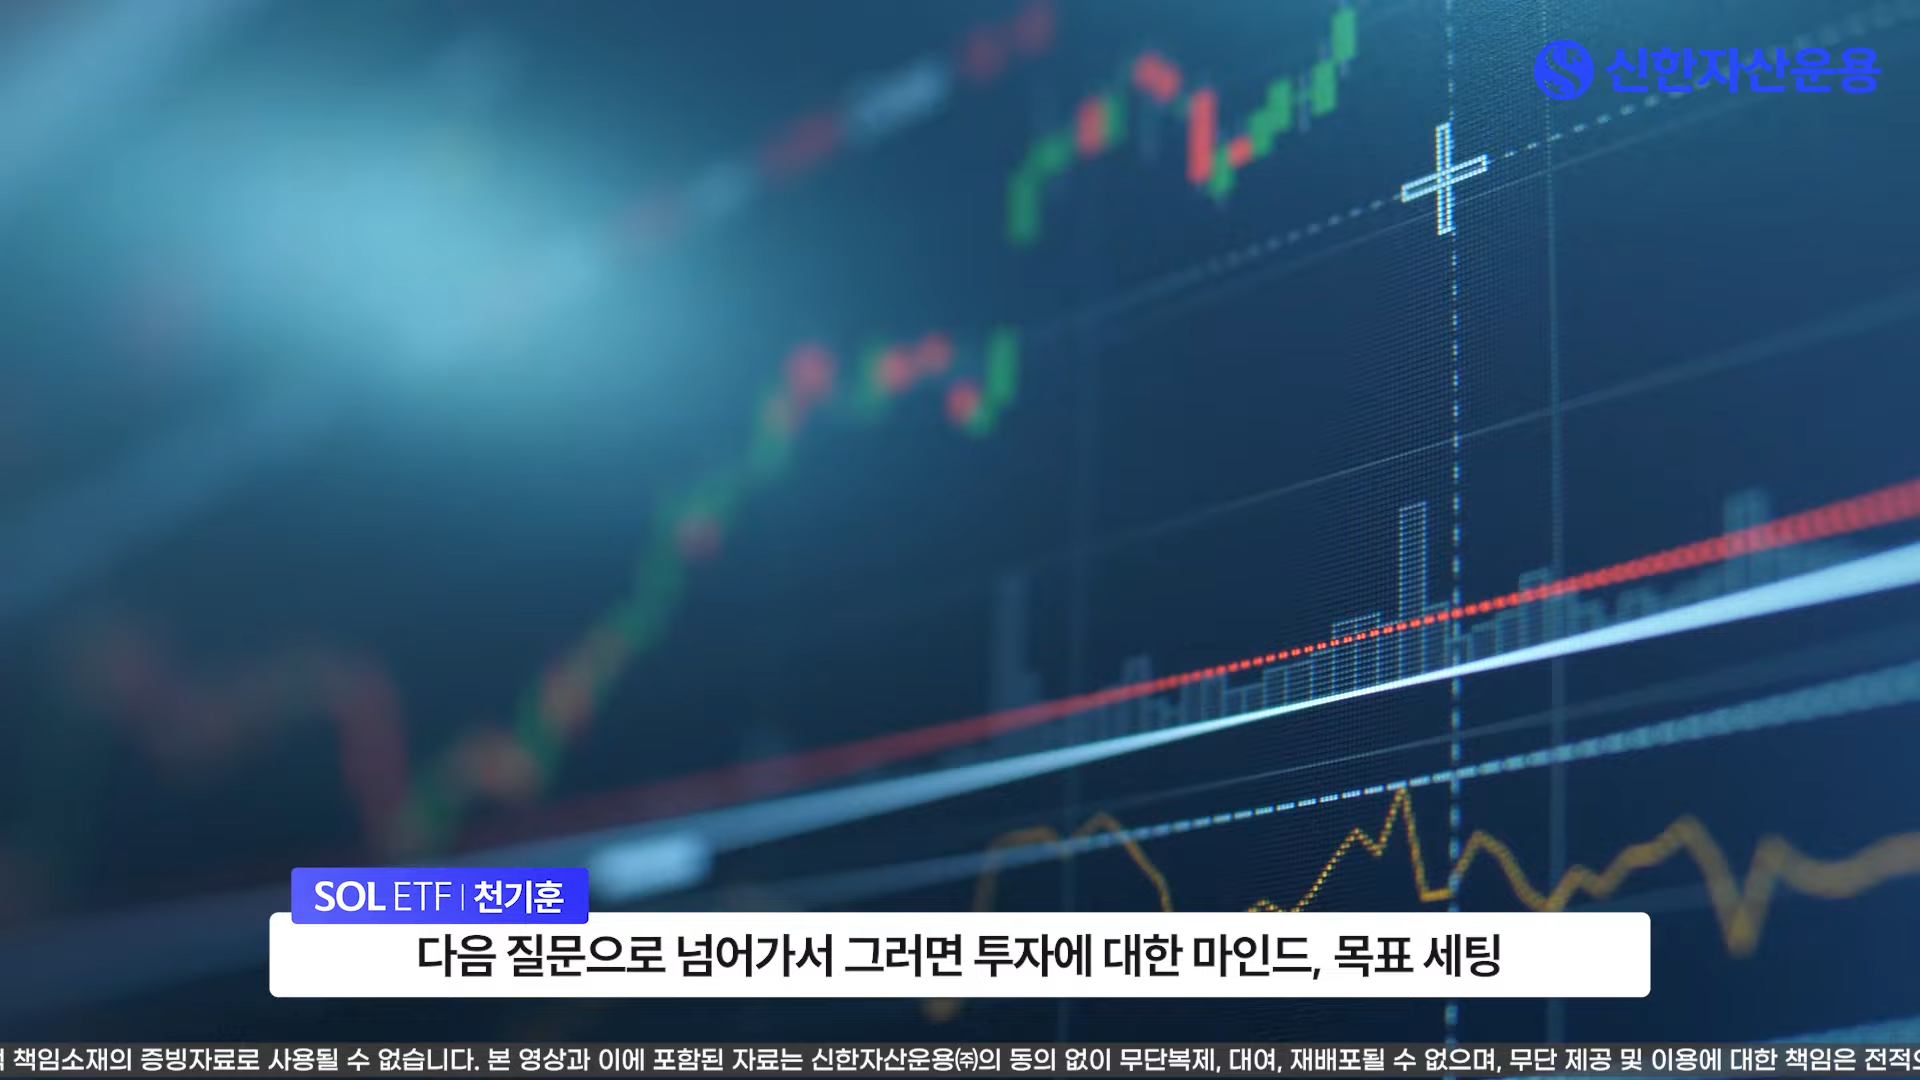 신한자산운용
SOL ETF | 천기훈
다음 질문으로 넘어가서 그러면 투자에 대한 마인드, 목표 세팅
책임소재의 증빙자료로 사용될 수 없습니다. 본 영상과 이에 포함된 자료는 신한자산운용㈜의 동의 없이 무단복제, 대여, 재배포될 수 없으며, 무단 제공 및 이용에 대한 책임은